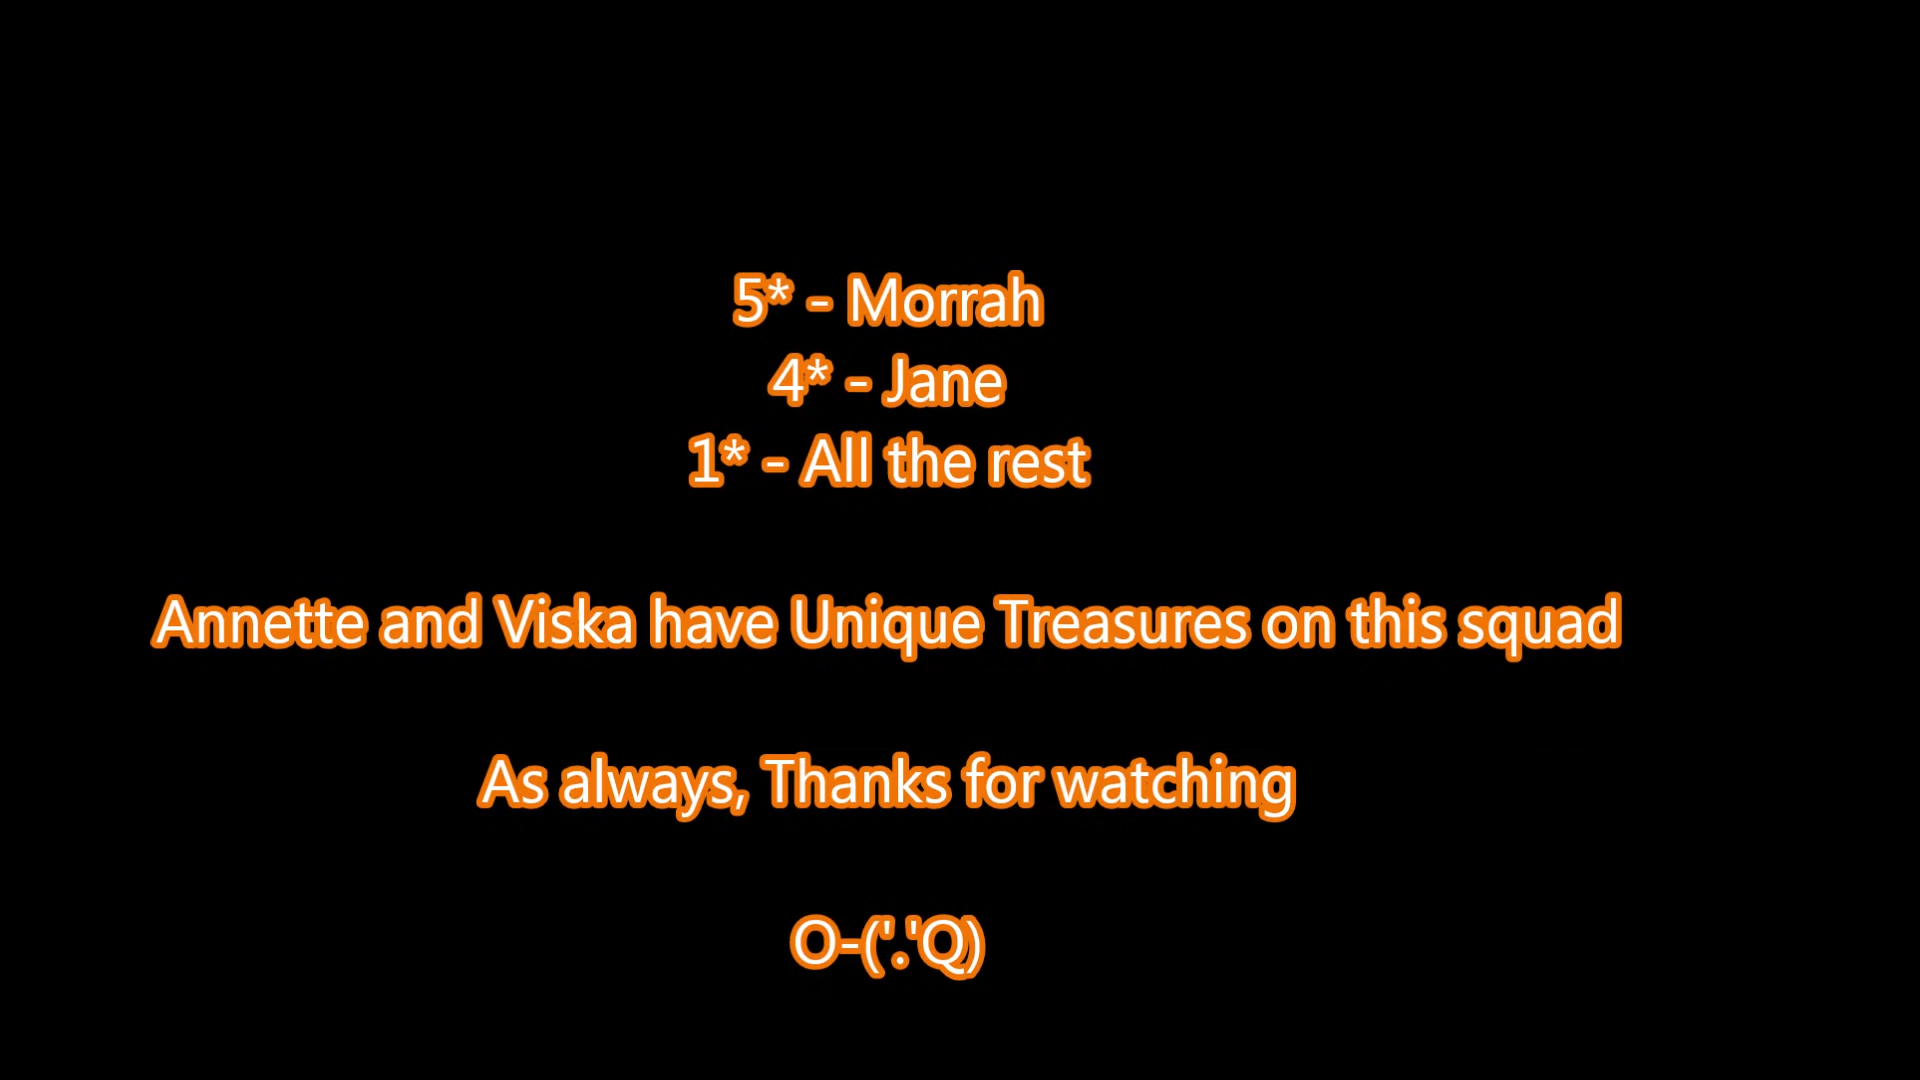 5* - Morrah
4* - Jane
1* - All the rest
Annette and Viska have Unique Treasures on this squad
As always, Thanks for watching
O-('.'Q)